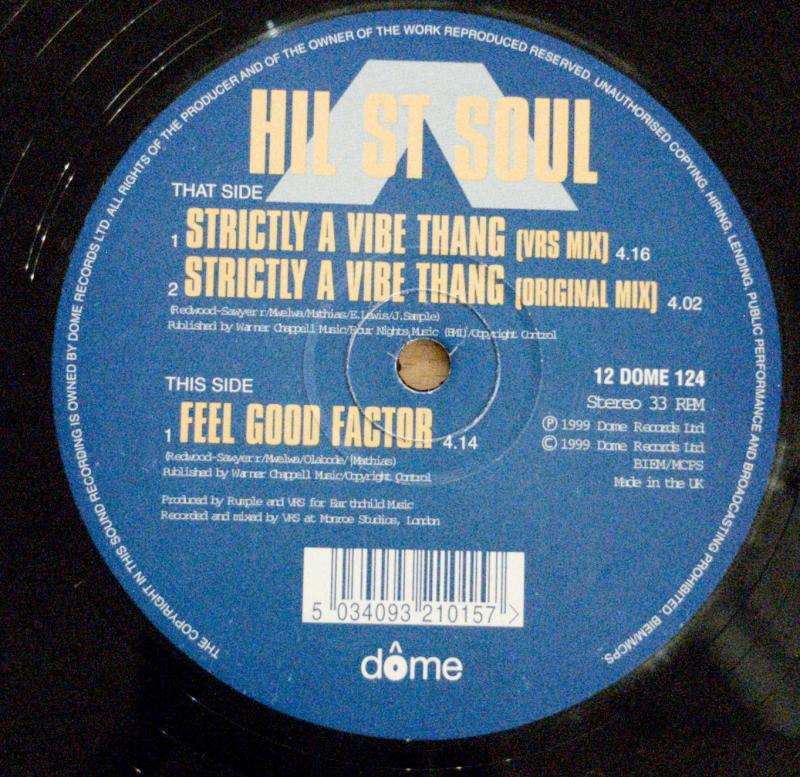 THE COPYRIGHT IN THIS SOUND RECORDING IS OWNED BY DOME RECORDS LTD. ALL RIGHTS OF THE PRODUCER AND OF THE OWNER OF THE WORK REPRODUCED RESERVED. UNAUTHORISED COPYING, HIRING, LENDING, PUBLIC PERFORMANCE AND BROADCASTING PROHIBITED. BIEM/MCPS.
HIL ST SOUL
THAT SIDE
1 STRICTLY A VIBE THANG (VRS MIX) 4.16
2 STRICTLY A VIBE THANG (ORIGINAL MIX) 4.02
(Redwood-Sawyerr/Mwelwa/Mathias/E.Lewis/J.Sample)
Published by Warner Chappell Music/Four Nights Music (BMI)/Copyright Control
12 DOME 124
Stereo 33 RPM
℗ 1999 Dome Records Ltd
© 1999 Dome Records Ltd
BIEM/MCPS
Made in the UK
THIS SIDE
1 FEEL GOOD FACTOR 4.14
(Redwood-Sawyerr/Mwelwa/Olabode/(Mathias)
Published by Warner Chappell Music/Copyright Control
Produced by Rumple and VRS for Earthchild Music
Recorded and mixed by VRS at Monroe Studios, London
5 034093 210157 >
dôme